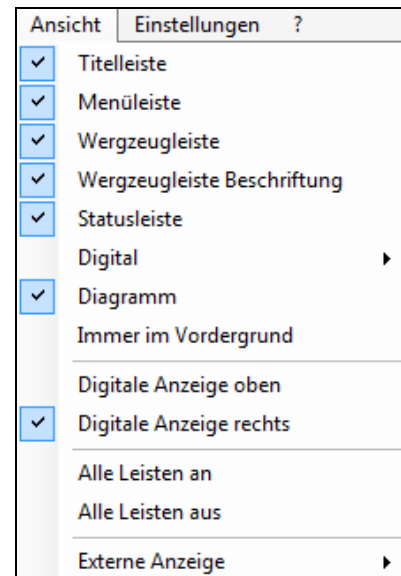 Ansicht Einstellungen ?
Titelleiste
Menüleiste
Wergzeugleiste
Wergzeugleiste Beschriftung
Statusleiste
Digital
Diagramm
Immer im Vordergrund
Digitale Anzeige oben
Digitale Anzeige rechts
Alle Leisten an
Alle Leisten aus
Externe Anzeige